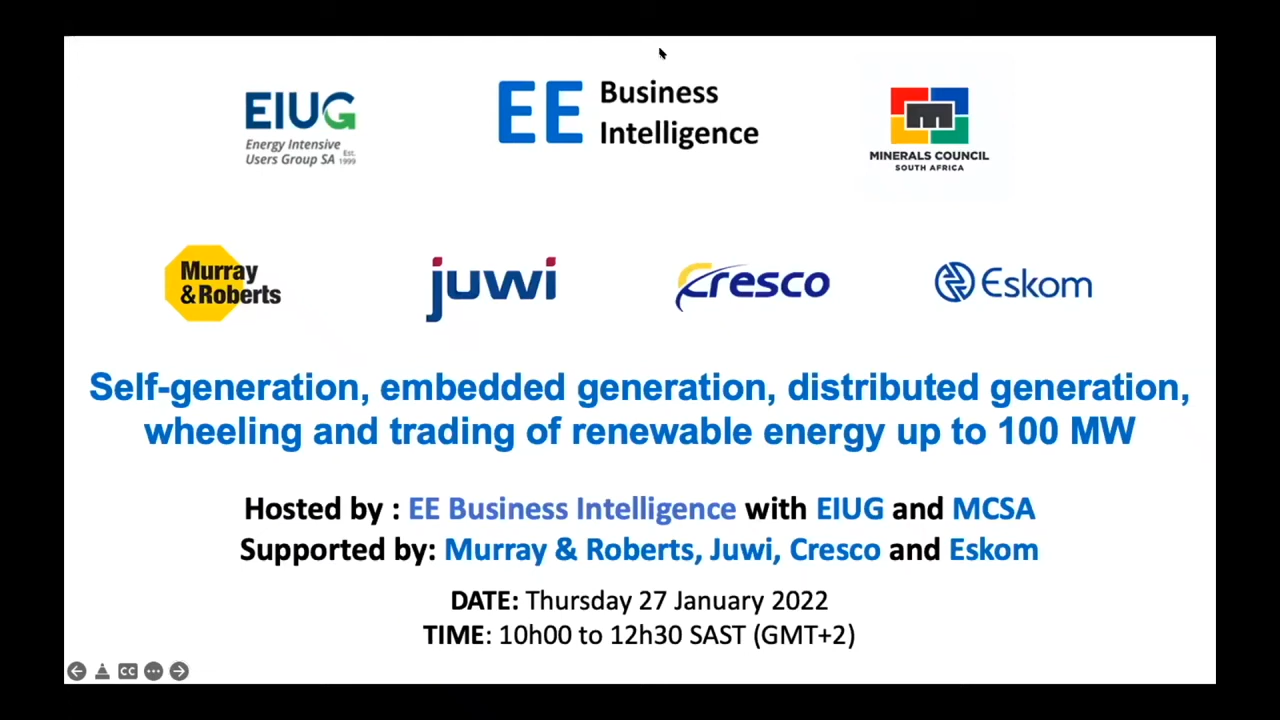 EIUG
Energy Intensive
Users Group SA Est. 1999
EE Business
Intelligence
MINERALS COUNCIL
SOUTH AFRICA
Murray
& Roberts
juwi
Cresco
Eskom
Self-generation, embedded generation, distributed generation,
wheeling and trading of renewable energy up to 100 MW
Hosted by : EE Business Intelligence with EIUG and MCSA
Supported by: Murray & Roberts, Juwi, Cresco and Eskom
DATE: Thursday 27 January 2022
TIME: 10h00 to 12h30 SAST (GMT+2)
CC